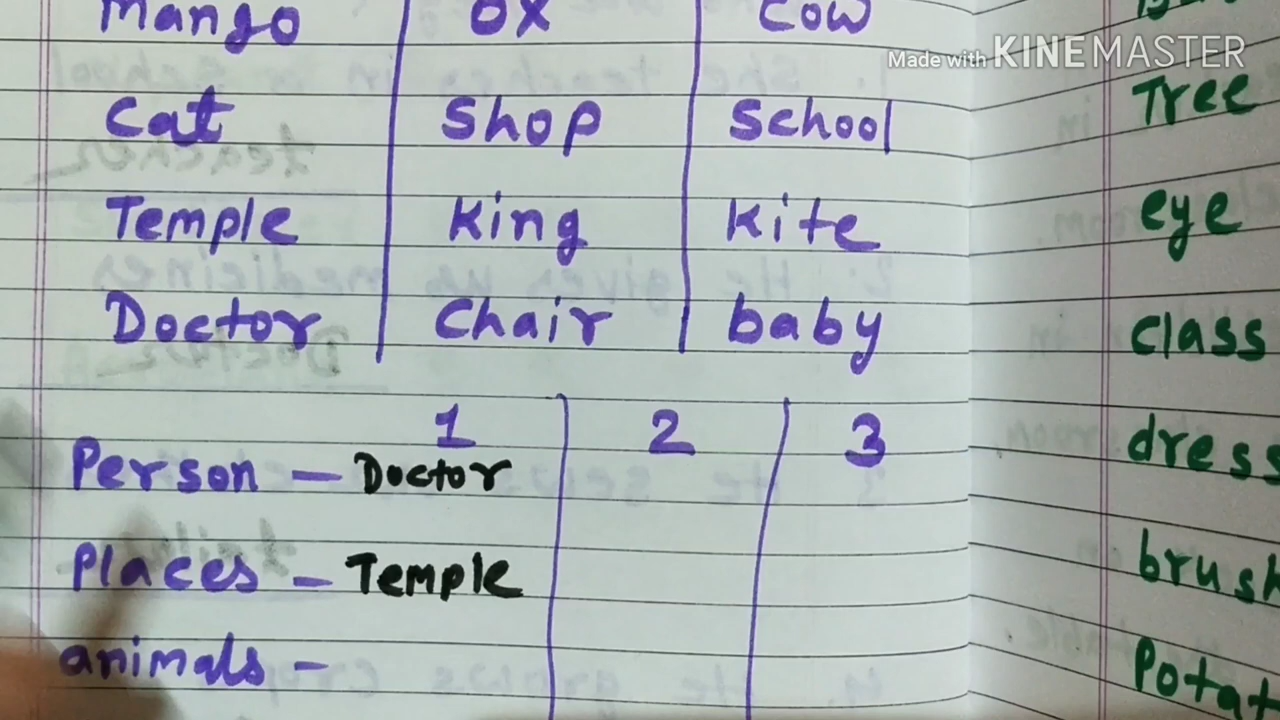 Mango ox Cow
Made with KINEMASTER
Cat Shop School
Temple King Kite
Doctor Chair baby
1 2 3
Person - Doctor
Places - Temple
animals -
Tree
eye
class
dress
brush